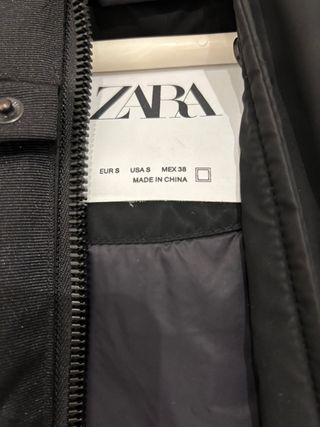 ZARA
EUR S USA S MEX 38
MADE IN CHINA